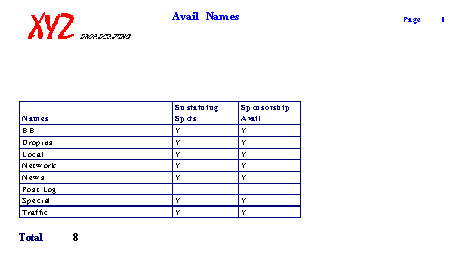 Avail Names
Page 1
XYZ BROADCASTING
Names Sustaining Spots Sponsorship Avail
BB Y Y
Dropins Y Y
Local Y Y
Network Y Y
News Y Y
Post Log
Special Y Y
Traffic Y Y
Total 8